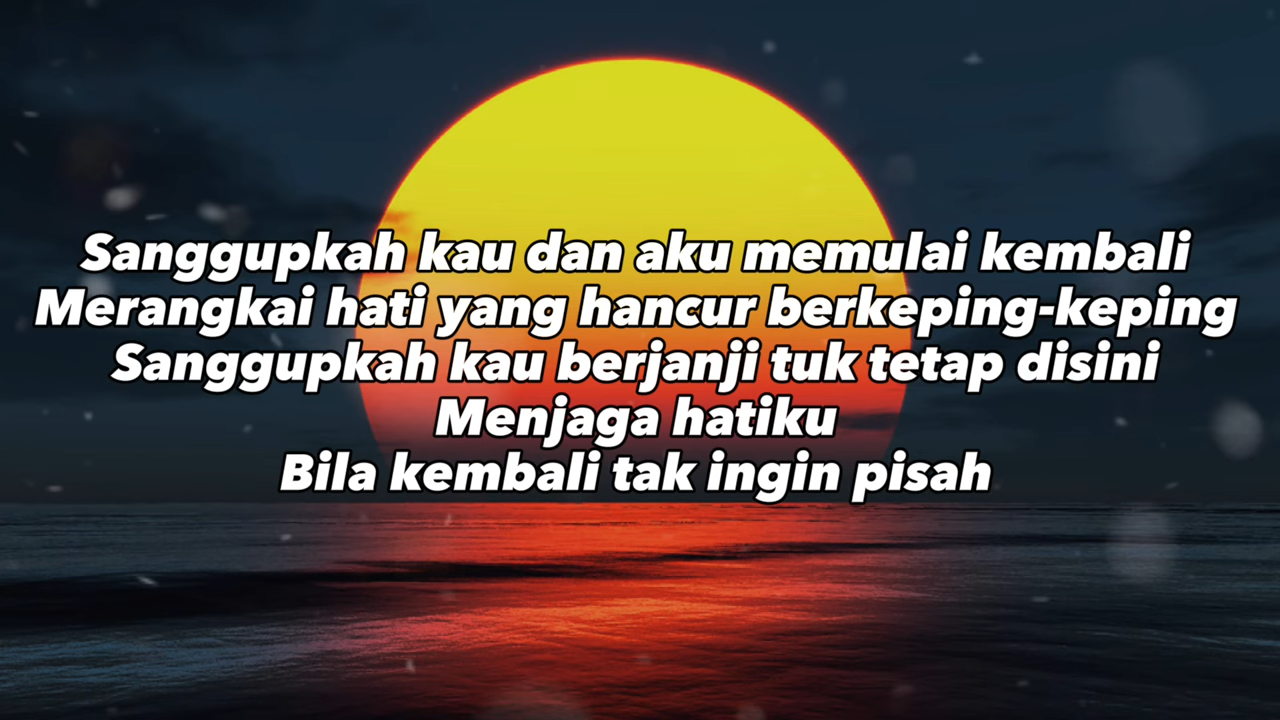 Sanggupkah kau dan aku memulai kembali
Merangkai hati yang hancur berkeping-keping
Sanggupkah kau berjanji tuk tetap disini
Menjaga hatiku
Bila kembali tak ingin pisah